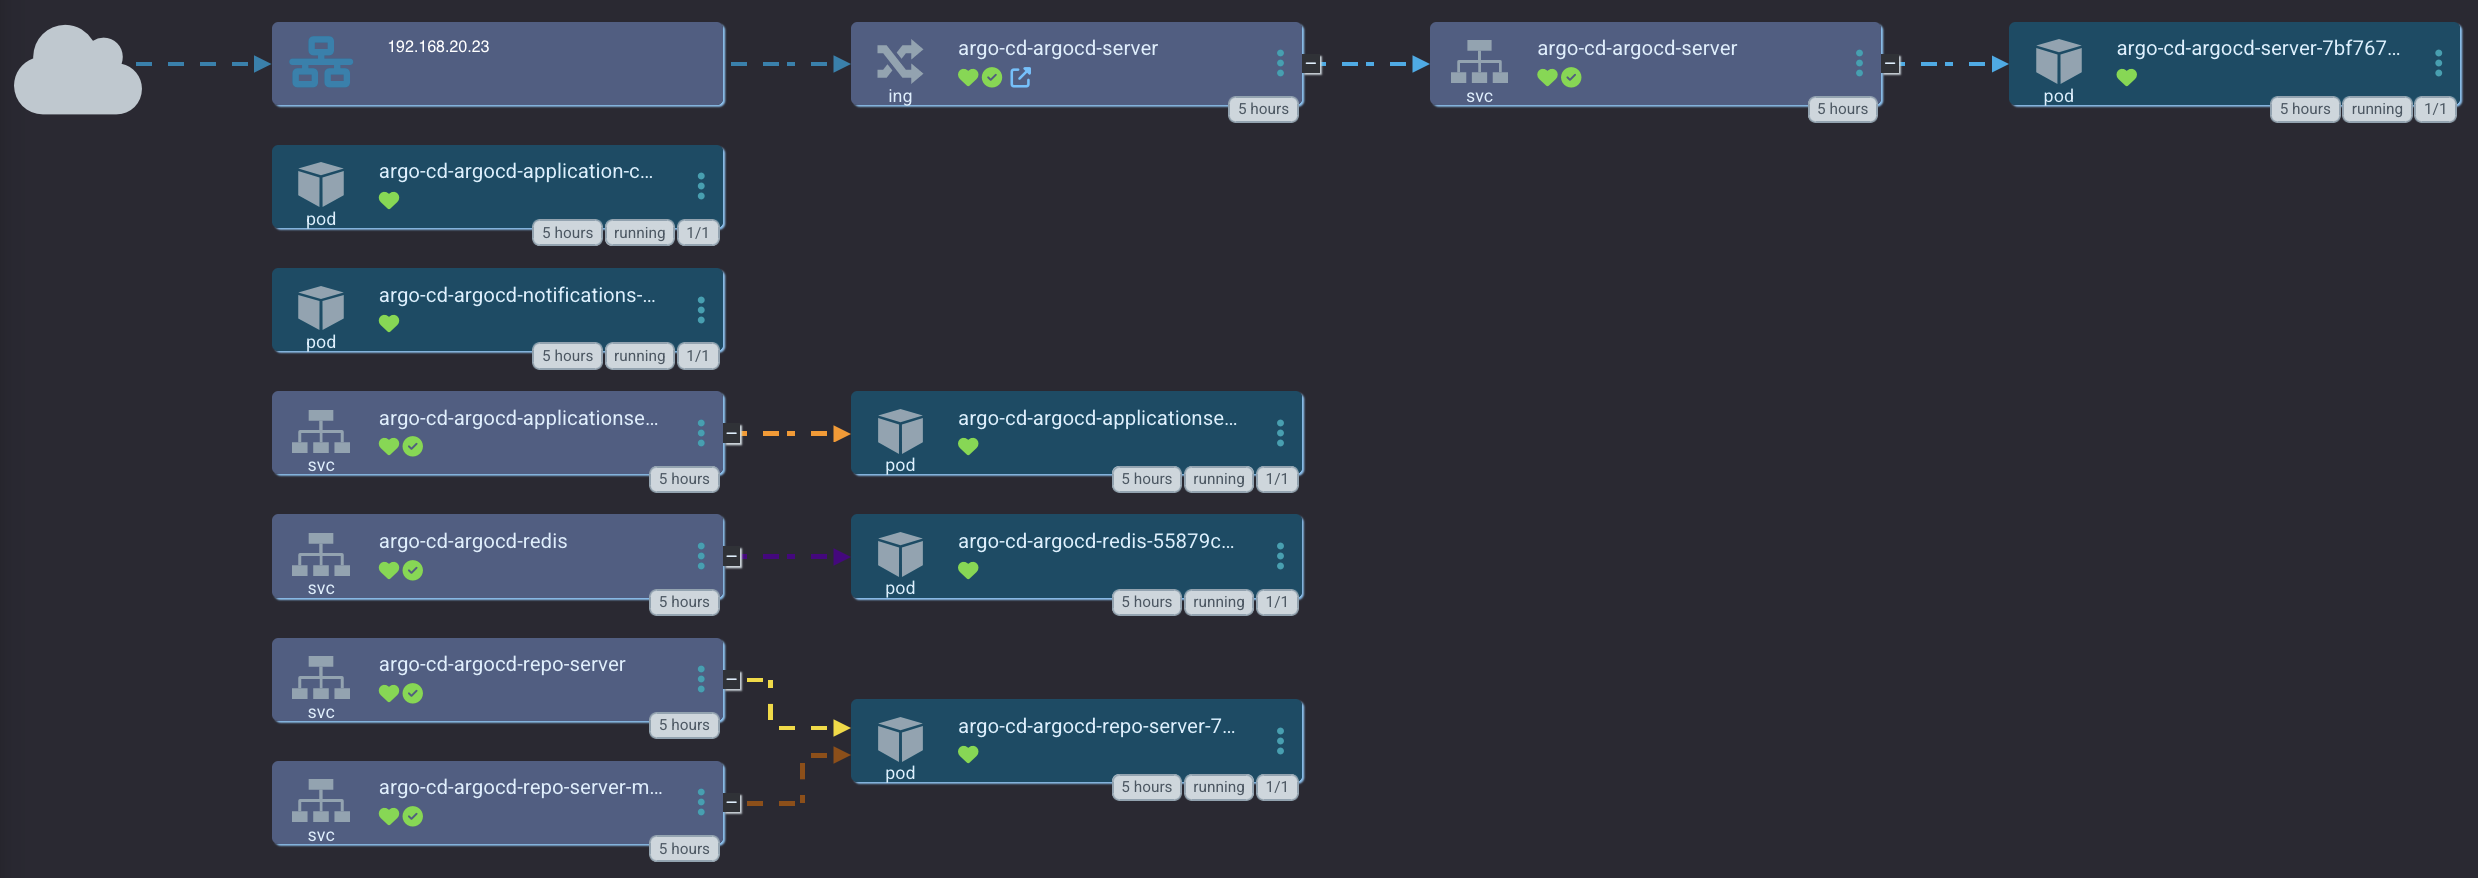 192.168.20.23
argo-cd-argocd-server
ing
5 hours
argo-cd-argocd-server
svc
5 hours
argo-cd-argocd-server-7bf767...
pod
5 hours running 1/1
argo-cd-argocd-application-c...
pod
5 hours running 1/1
argo-cd-argocd-notifications-...
pod
5 hours running 1/1
argo-cd-argocd-applicationse...
svc
5 hours
argo-cd-argocd-applicationse...
pod
5 hours running 1/1
argo-cd-argocd-redis
svc
5 hours
argo-cd-argocd-redis-55879c...
pod
5 hours running 1/1
argo-cd-argocd-repo-server
svc
5 hours
argo-cd-argocd-repo-server-7...
pod
5 hours running 1/1
argo-cd-argocd-repo-server-m...
svc
5 hours